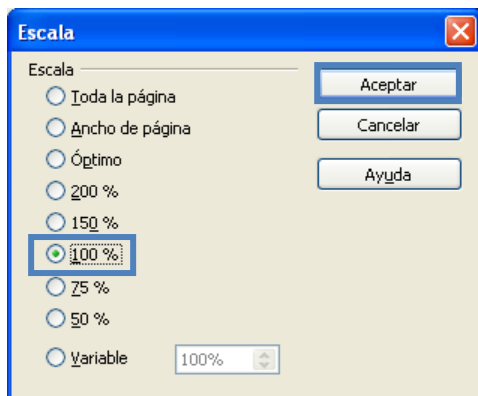 Escala
Escala
Toda la página
Ancho de página
Óptimo
200 %
150 %
100 %
75 %
50 %
Variable 100%
Aceptar
Cancelar
Ayuda